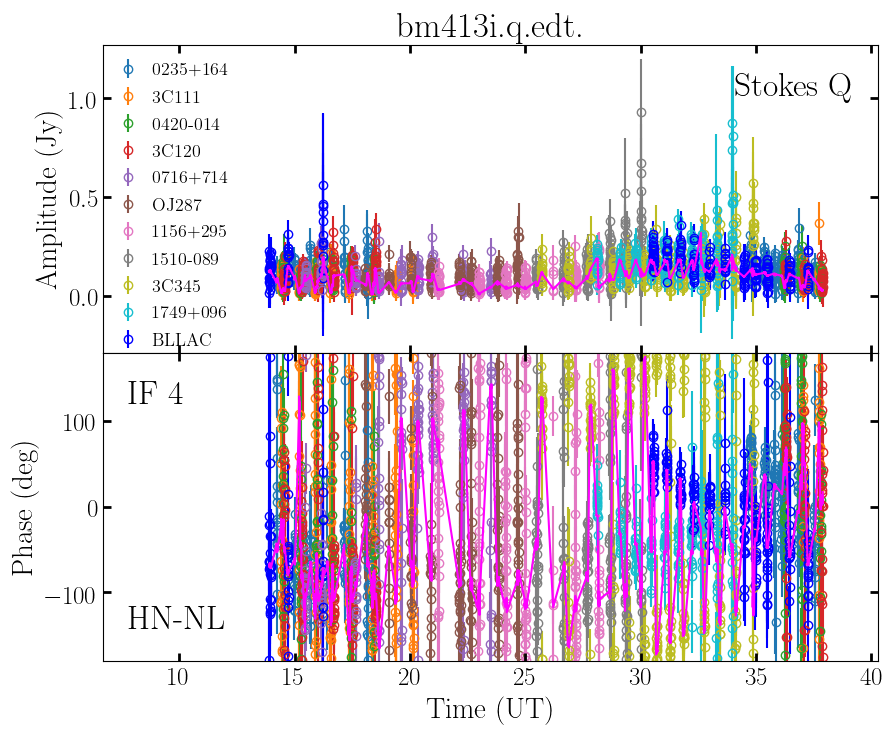 bm413i.q.edt.
Stokes Q
0235+164
3C111
0420-014
3C120
0716+714
OJ287
1156+295
1510-089
3C345
1749+096
BLLAC
Amplitude (Jy)
1.0
0.5
0.0
IF 4
HN-NL
Phase (deg)
100
0
−100
10 15 20 25 30 35 40
Time (UT)